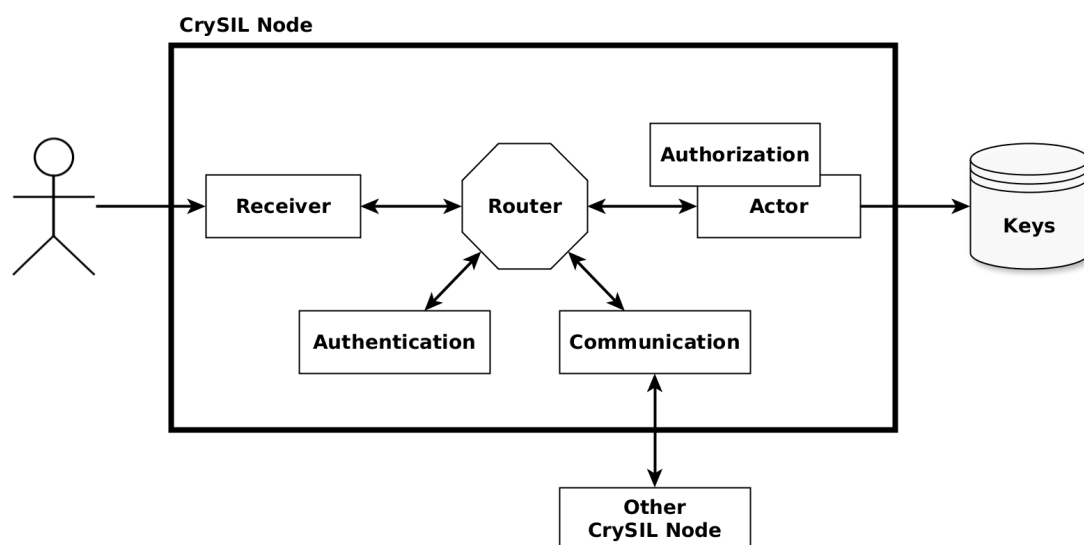 CrySIL Node
Authorization
Receiver
Router
Actor
Keys
Authentication
Communication
Other
CrySIL Node